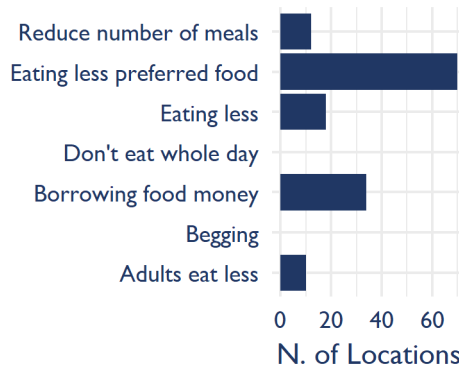 Reduce number of meals
Eating less preferred food
Eating less
Don't eat whole day
Borrowing food money
Begging
Adults eat less
0 20 40 60
N. of Locations